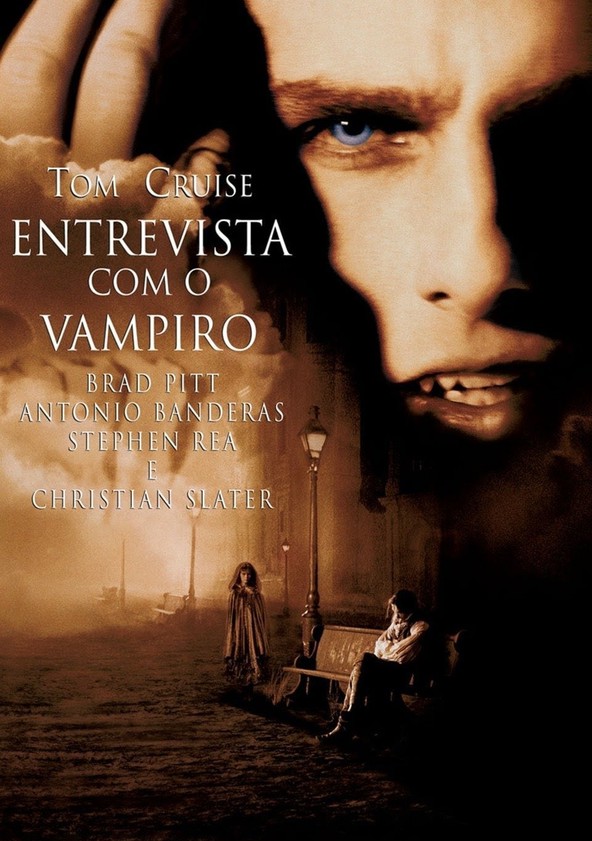 Tom Cruise
ENTREVISTA
COM O
VAMPIRO
BRAD PITT
ANTONIO BANDERAS
STEPHEN REA
E
CHRISTIAN SLATER